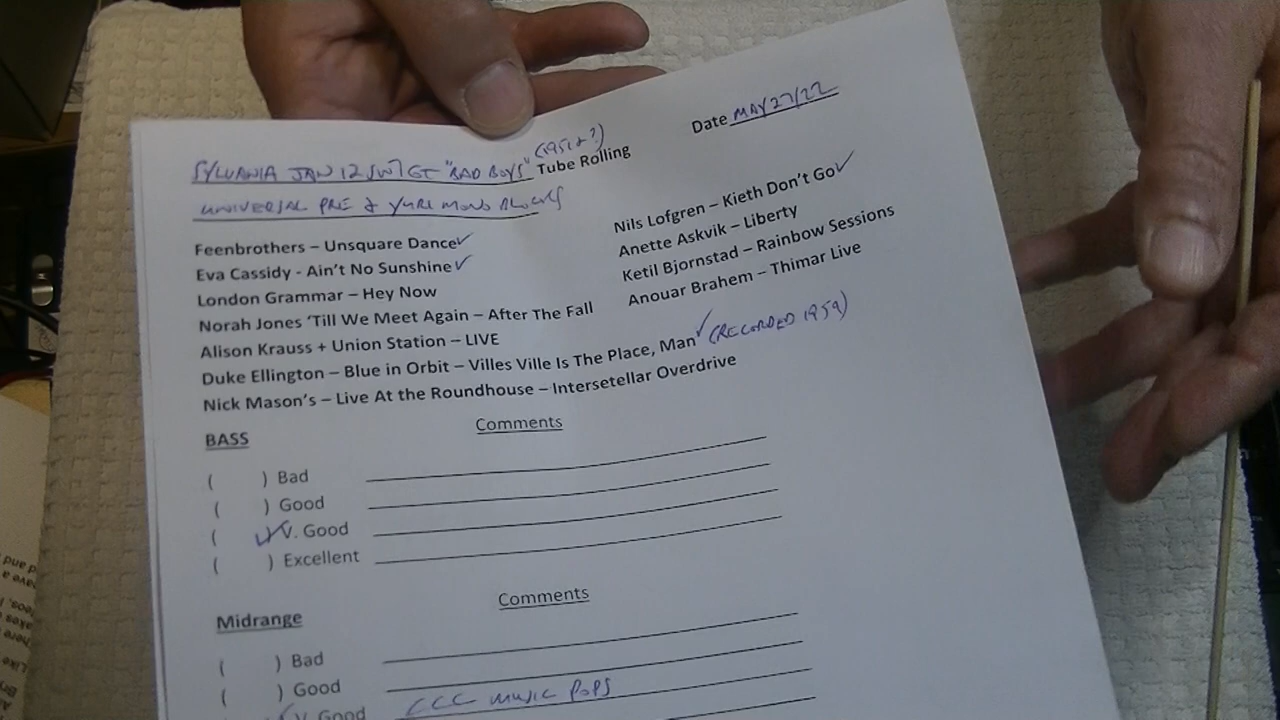 Date MAY 27/22
SYLVANIA JAN 12SW7GT "BAD BOYS" (1951 & ?) Tube Rolling
UNIVERSAL PRE & YURI MONO BLOCKS
Feenbrothers – Unsquare Dance✓
Eva Cassidy - Ain't No Sunshine✓
London Grammar – Hey Now
Norah Jones 'Till We Meet Again – After The Fall
Alison Krauss + Union Station – LIVE
Duke Ellington – Blue in Orbit – Villes Ville Is The Place, Man✓ (RECORDED 1959)
Nick Mason's – Live At the Roundhouse – Intersetellar Overdrive
Nils Lofgren – Kieth Don't Go✓
Anette Askvik – Liberty
Ketil Bjornstad – Rainbow Sessions
Anouar Brahem – Thimar Live
BASS Comments
( ) Bad
( ) Good
( ✓) V. Good
( ) Excellent
Midrange Comments
( ) Bad
( ) Good
✓ V. Good CCC MUSIC POPS